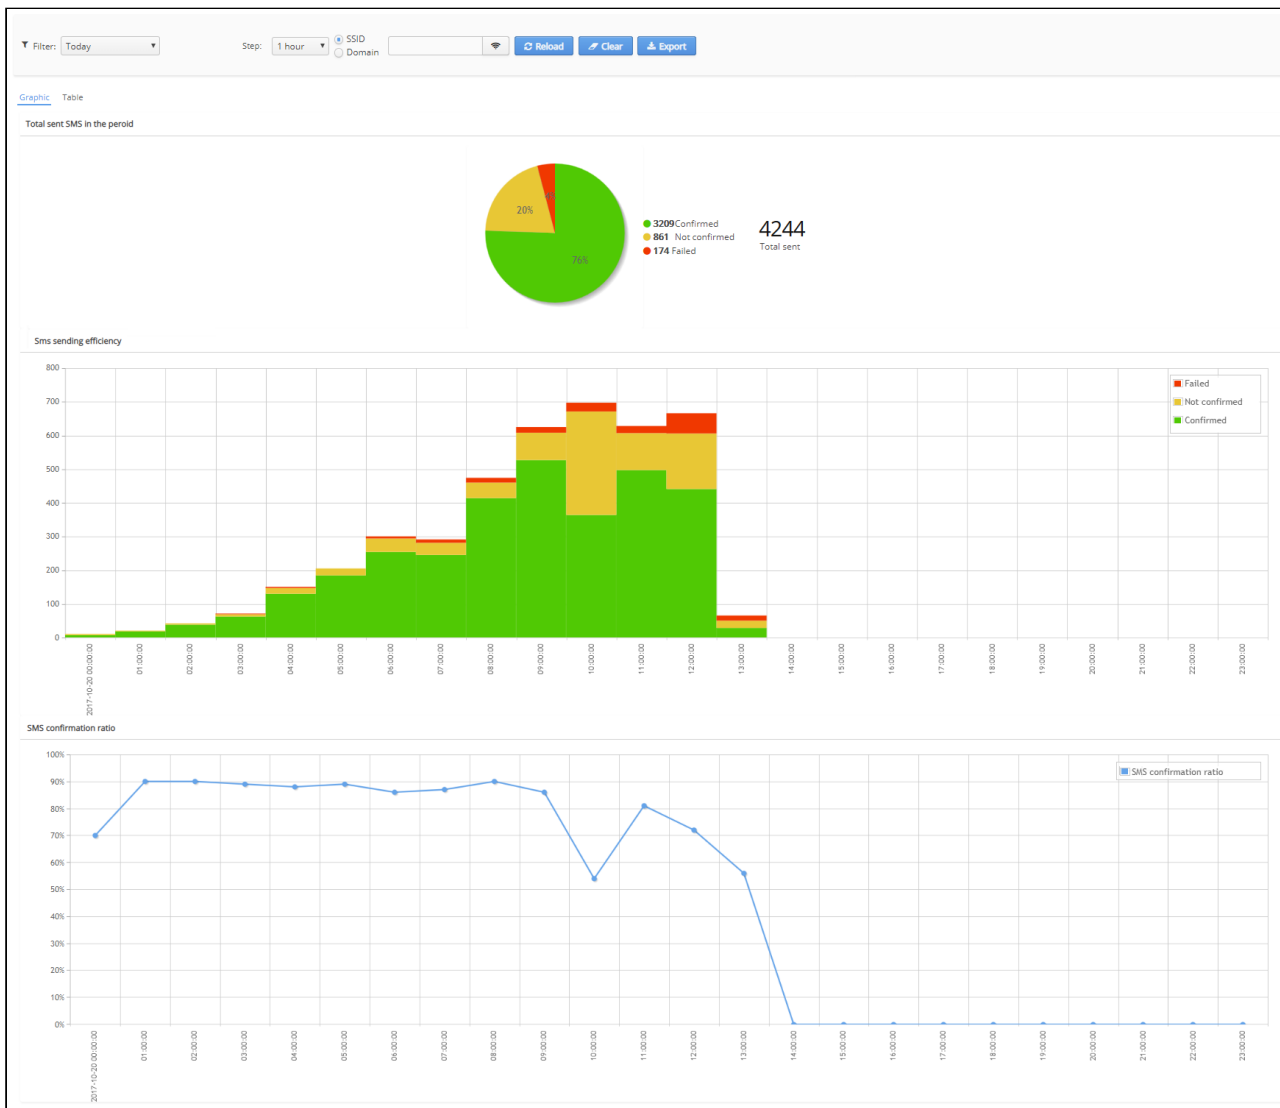 Filter: Today Step: 1 hour SSID Domain Reload Clear Export
Graphic Table
Total sent SMS in the peroid
4%
20%
76%
3209 Confirmed
861 Not confirmed
174 Failed
4244
Total sent
Sms sending efficiency
800
700
600
500
400
300
200
100
0
Failed
Not confirmed
Confirmed
2017-10-20 00:00:00 01:00:00 02:00:00 03:00:00 04:00:00 05:00:00 06:00:00 07:00:00 08:00:00 09:00:00 10:00:00 11:00:00 12:00:00 13:00:00 14:00:00 15:00:00 16:00:00 17:00:00 18:00:00 19:00:00 20:00:00 21:00:00 22:00:00 23:00:00
SMS confirmation ratio
100%
90%
80%
70%
60%
50%
40%
30%
20%
10%
0%
SMS confirmation ratio
2017-10-20 00:00:00 01:00:00 02:00:00 03:00:00 04:00:00 05:00:00 06:00:00 07:00:00 08:00:00 09:00:00 10:00:00 11:00:00 12:00:00 13:00:00 14:00:00 15:00:00 16:00:00 17:00:00 18:00:00 19:00:00 20:00:00 21:00:00 22:00:00 23:00:00